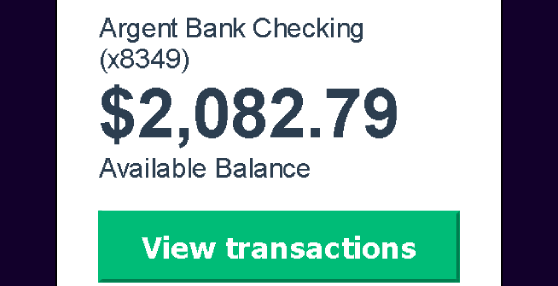 Argent Bank Checking
(x8349)
$2,082.79
Available Balance
View transactions